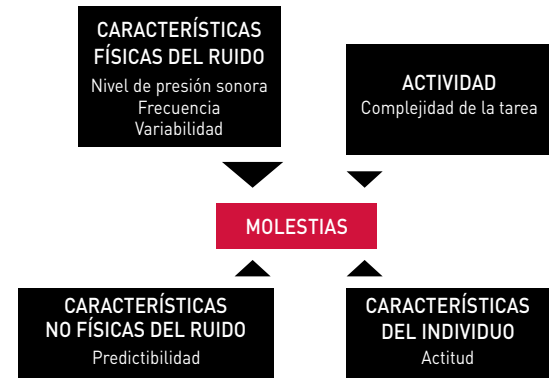 CARACTERÍSTICAS
FÍSICAS DEL RUIDO
Nivel de presión sonora
Frecuencia
Variabilidad
ACTIVIDAD
Complejidad de la tarea
MOLESTIAS
CARACTERÍSTICAS
NO FÍSICAS DEL RUIDO
Predictibilidad
CARACTERÍSTICAS
DEL INDIVIDUO
Actitud